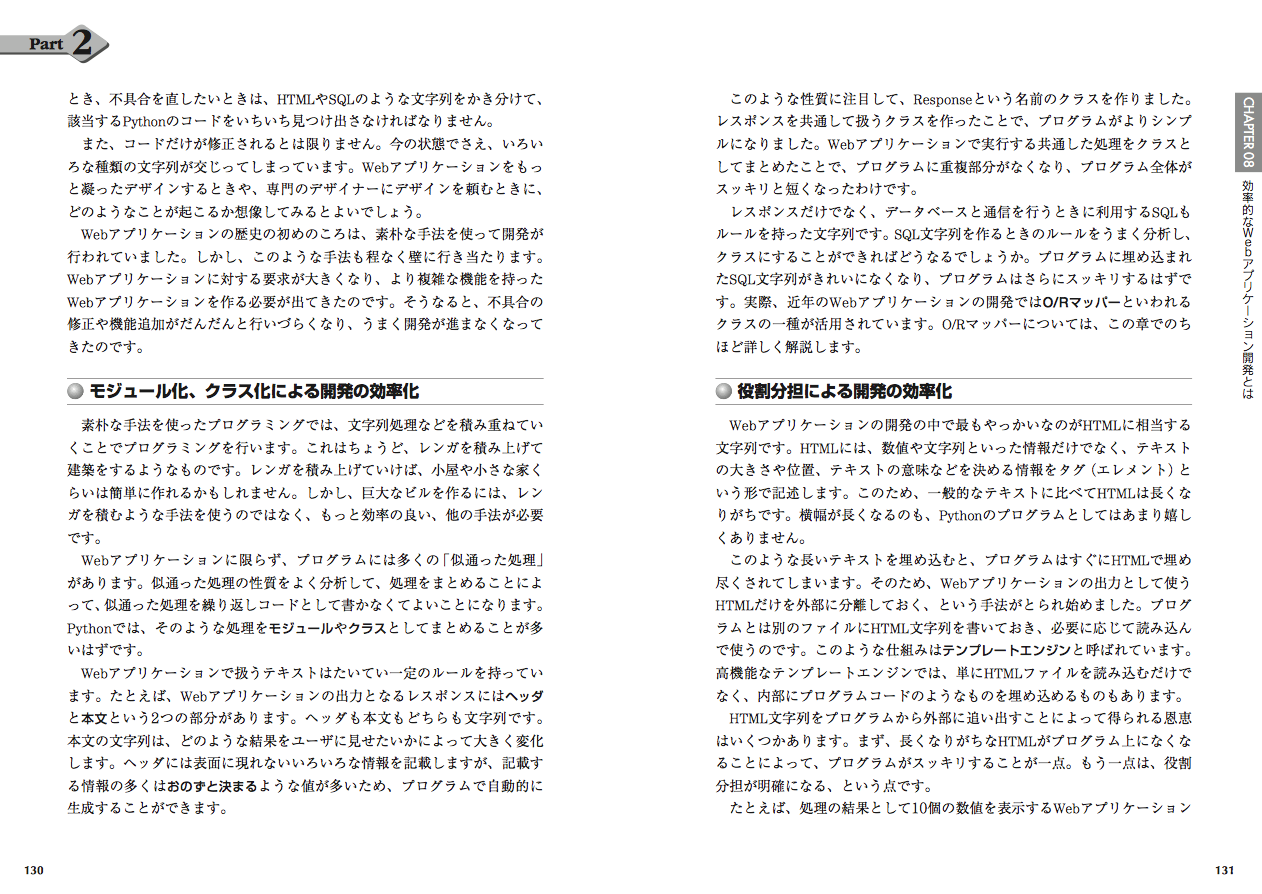 Part 2
とき、不具合を直したいときは、HTMLやSQLのような文字列をかき分けて、
該当するPythonのコードをいちいち見つけ出さなければなりません。
また、コードだけが修正されるとは限りません。今の状態でさえ、いろい
ろな種類の文字列が交じってしまっています。Webアプリケーションをもっ
と凝ったデザインするときや、専門のデザイナーにデザインを頼むときに、
どのようなことが起こるか想像してみるとよいでしょう。
Webアプリケーションの歴史の初めのころは、素朴な手法を使って開発が
行われていました。しかし、このような手法も程なく壁に行き当たります。
Webアプリケーションに対する要求が大きくなり、より複雑な機能を持った
Webアプリケーションを作る必要が出てきたのです。そうなると、不具合の
修正や機能追加がだんだんと行いづらくなり、うまく開発が進まなくなって
きたのです。
モジュール化、クラス化による開発の効率化
素朴な手法を使ったプログラミングでは、文字列処理などを積み重ねてい
くことでプログラミングを行います。これはちょうど、レンガを積み上げて
建築をするようなものです。レンガを積み上げていけば、小屋や小さな家く
らいは簡単に作れるかもしれません。しかし、巨大なビルを作るには、レン
ガを積むような手法を使うのではなく、もっと効率の良い、他の手法が必要
です。
Webアプリケーションに限らず、プログラムには多くの「似通った処理」
があります。似通った処理の性質をよく分析して、処理をまとめることによ
って、似通った処理を繰り返しコードとして書かなくてよいことになります。
Pythonでは、そのような処理をモジュールやクラスとしてまとめることが多
いはずです。
Webアプリケーションで扱うテキストはたいてい一定のルールを持ってい
ます。たとえば、Webアプリケーションの出力となるレスポンスにはヘッダ
と本文という2つの部分があります。ヘッダも本文もどちらも文字列です。
本文の文字列は、どのような結果をユーザに見せたいかによって大きく変化
します。ヘッダには表面に現れないいろいろな情報を記載しますが、記載す
る情報の多くはおのずと決まるような値が多いため、プログラムで自動的に
生成することができます。
130
このような性質に注目して、Responseという名前のクラスを作りました。
レスポンスを共通して扱うクラスを作ったことで、プログラムがよりシンプ
ルになりました。Webアプリケーションで実行する共通した処理をクラスと
してまとめたことで、プログラムに重複部分がなくなり、プログラム全体が
スッキリと短くなったわけです。
レスポンスだけでなく、データベースと通信を行うときに利用するSQLも
ルールを持った文字列です。SQL文字列を作るときのルールをうまく分析し、
クラスにすることができればどうなるでしょうか。プログラムに埋め込まれ
たSQL文字列がきれいになくなり、プログラムはさらにスッキリするはずで
す。実際、近年のWebアプリケーションの開発ではO/Rマッパーといわれる
クラスの一種が活用されています。O/Rマッパーについては、この章でのち
ほど詳しく解説します。
役割分担による開発の効率化
Webアプリケーションの開発の中で最もやっかいなのがHTMLに相当する
文字列です。HTMLには、数値や文字列といった情報だけでなく、テキスト
の大きさや位置、テキストの意味などを決める情報をタグ（エレメント）と
いう形で記述します。このため、一般的なテキストに比べてHTMLは長くな
りがちです。横幅が長くなるのも、Pythonのプログラムとしてはあまり嬉し
くありません。
このような長いテキストを埋め込むと、プログラムはすぐにHTMLで埋め
尽くされてしまいます。そのため、Webアプリケーションの出力として使う
HTMLだけを外部に分離しておく、という手法がとられ始めました。プログ
ラムとは別のファイルにHTML文字列を書いておき、必要に応じて読み込ん
で使うのです。このような仕組みはテンプレートエンジンと呼ばれています。
高機能なテンプレートエンジンでは、単にHTMLファイルを読み込むだけで
なく、内部にプログラムコードのようなものを埋め込めるものもあります。
HTML文字列をプログラムから外部に追い出すことによって得られる恩恵
はいくつかあります。まず、長くなりがちなHTMLがプログラム上になくな
ることによって、プログラムがスッキリすることが一点。もう一点は、役割
分担が明確になる、という点です。
たとえば、処理の結果として10個の数値を表示するWebアプリケーション
CHAPTER 08
効率的なWebアプリケーション開発とは
131